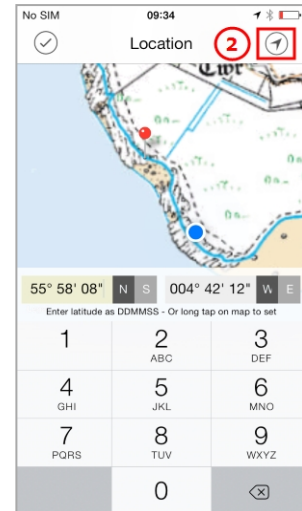 No SIM 09:34
Location 2
Cwr
55° 58' 08" N S 004° 42' 12" W E
Enter latitude as DDMMSS - Or long tap on map to set
1 2 3
ABC DEF
4 5 6
GHI JKL MNO
7 8 9
PQRS TUV WXYZ
0